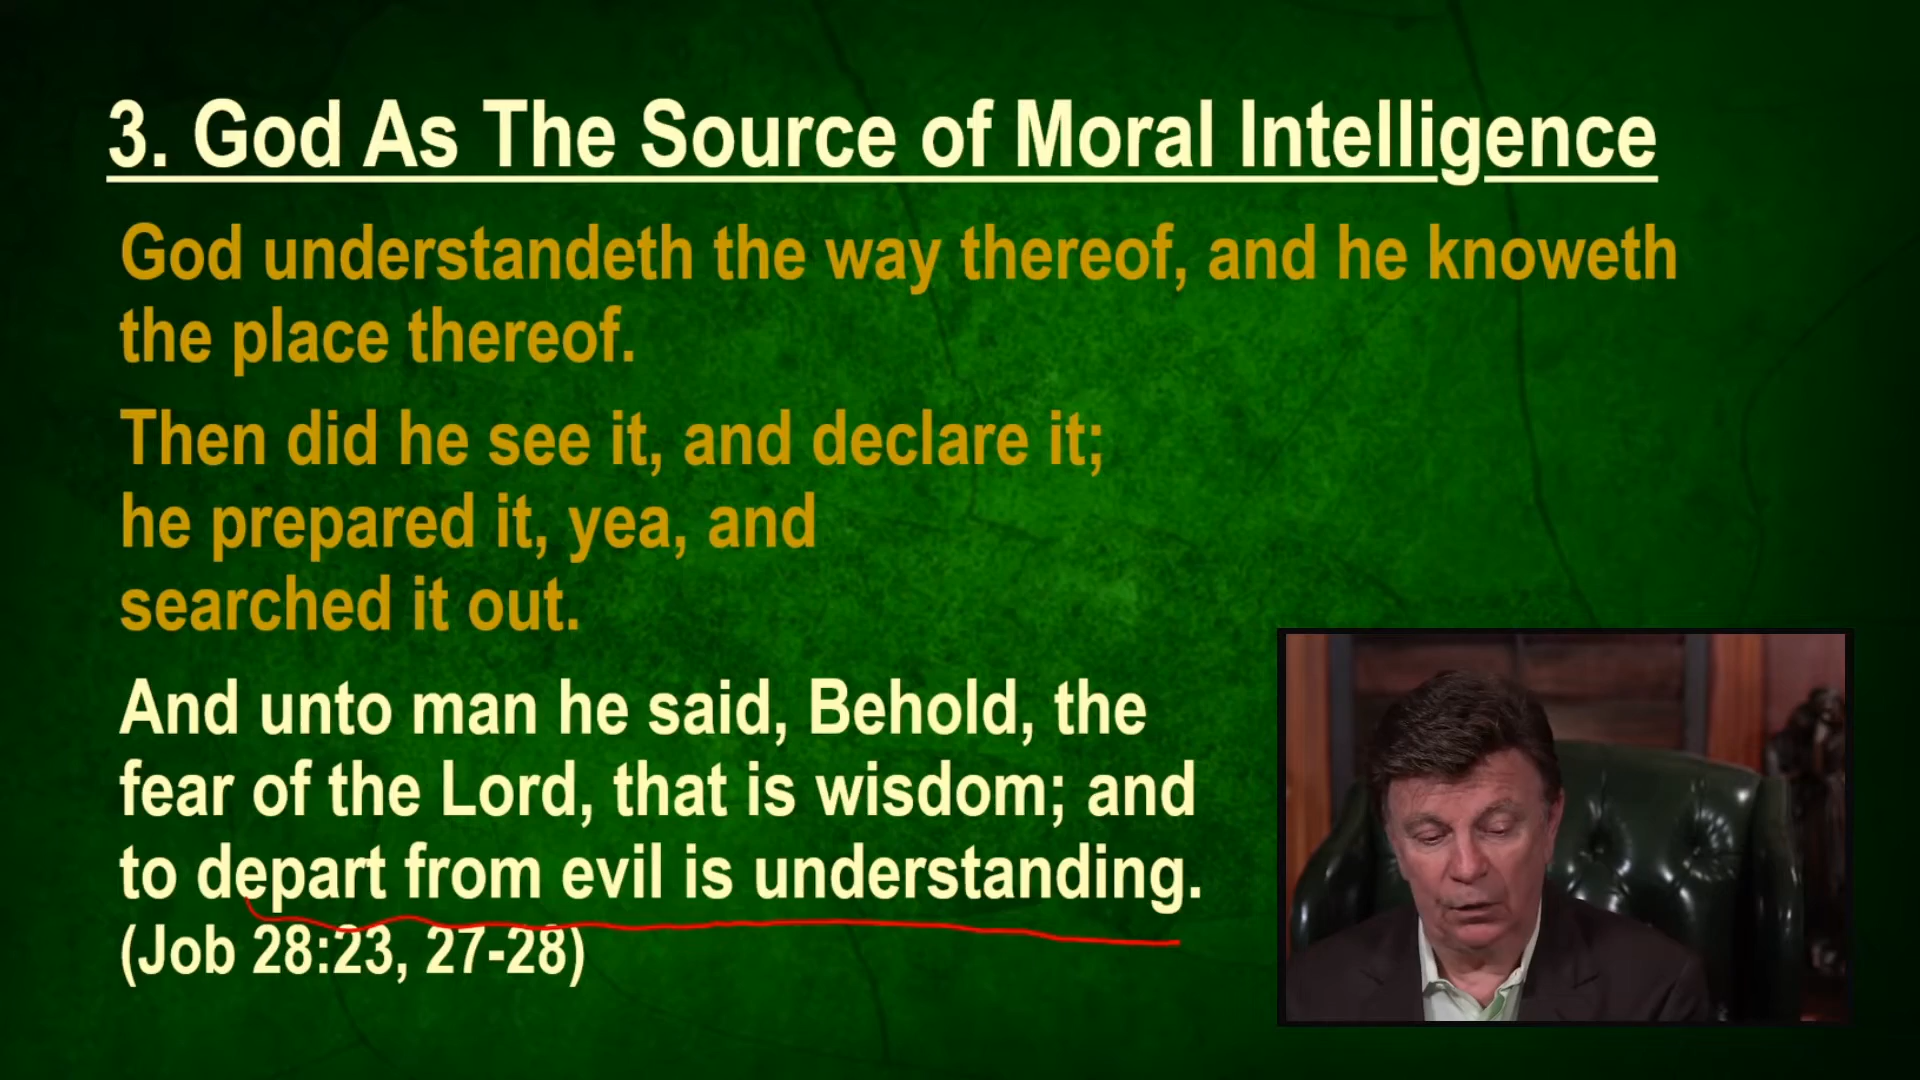 3. God As The Source of Moral Intelligence
God understandeth the way thereof, and he knoweth
the place thereof.
Then did he see it, and declare it;
he prepared it, yea, and
searched it out.
And unto man he said, Behold, the
fear of the Lord, that is wisdom; and
to depart from evil is understanding.
(Job 28:23, 27-28)